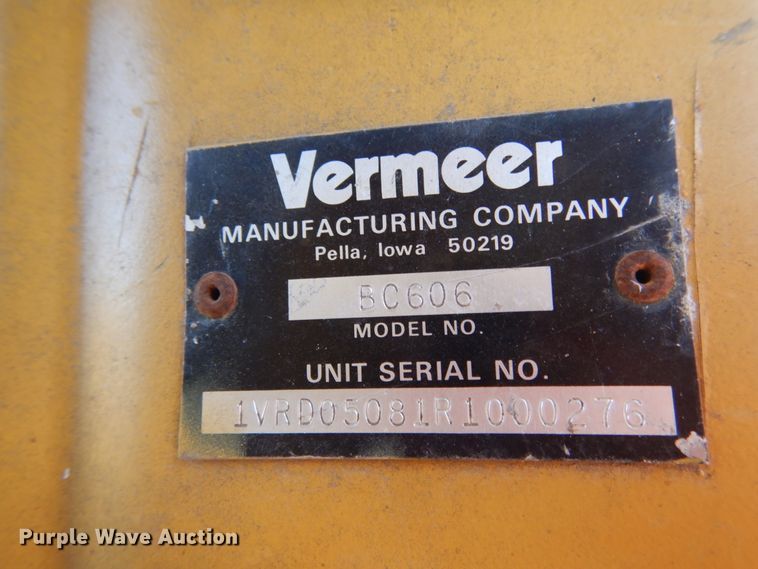 Vermeer
MANUFACTURING COMPANY
Pella, Iowa 50219
BC606
MODEL NO.
UNIT SERIAL NO.
1VRD05081R1000276
Purple Wave Auction